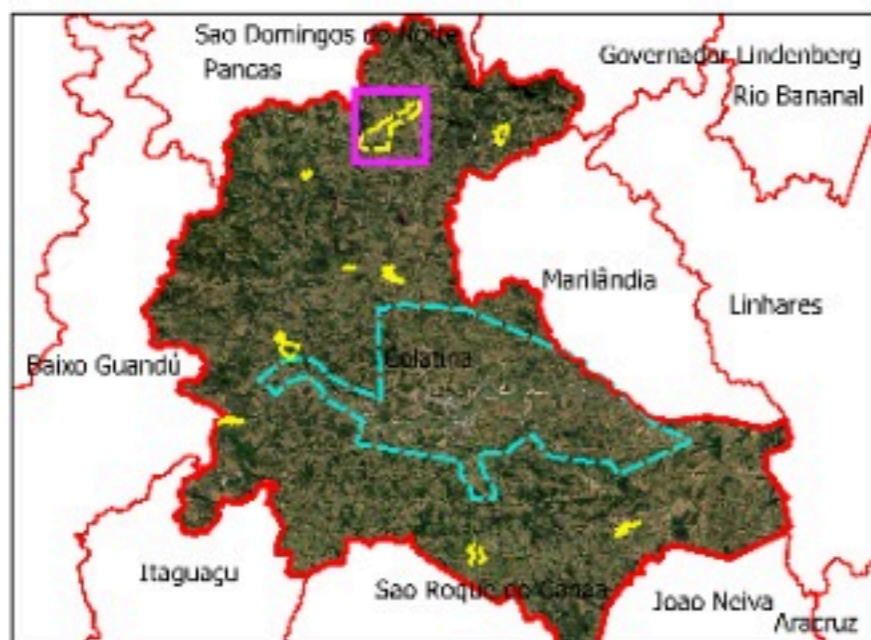 Sao Domingos do Norte
Governador Lindenberg
Pancas
Rio Bananal
Marilândia
Linhares
Baixo Guandú
Colatina
Itaguaçu
Sao Roque do Canaa
Joao Neiva
Aracruz